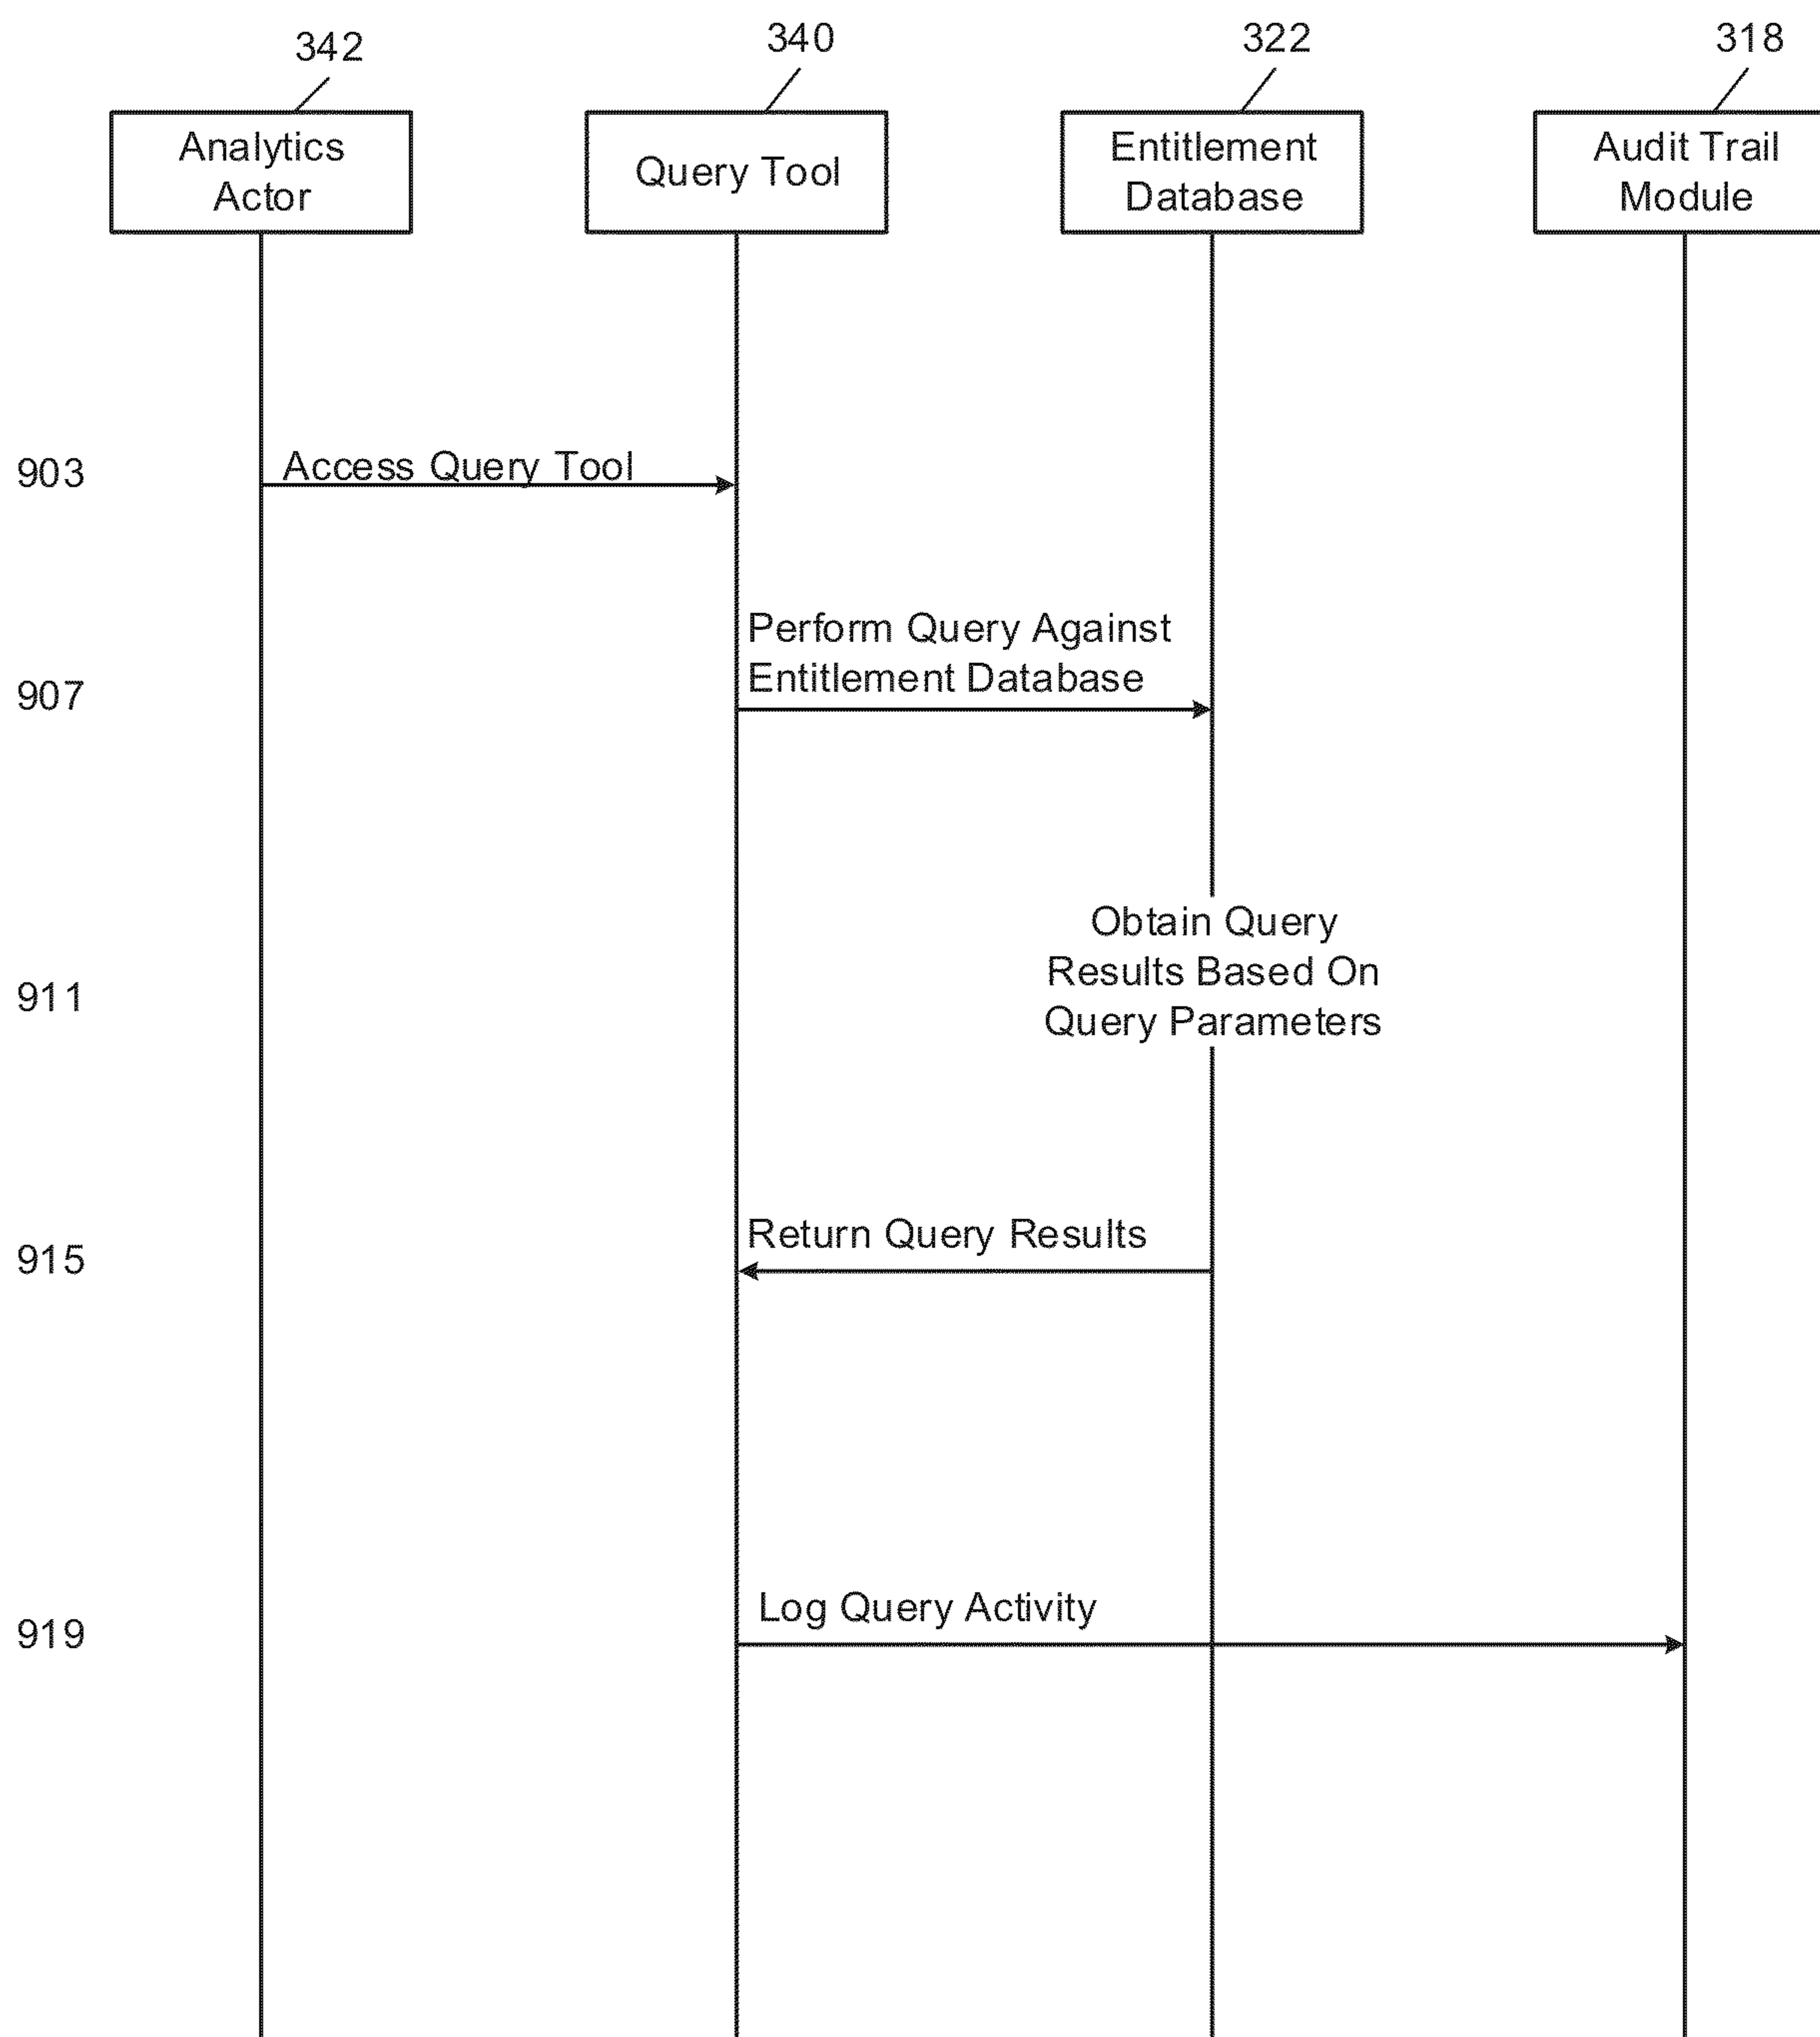 342
340
322
318
Analytics
Actor
Query Tool
Entitlement
Database
Audit Trail
Module
903
Access Query Tool
907
Perform Query Against
Entitlement Database
911
Obtain Query
Results Based On
Query Parameters
915
Return Query Results
919
Log Query Activity